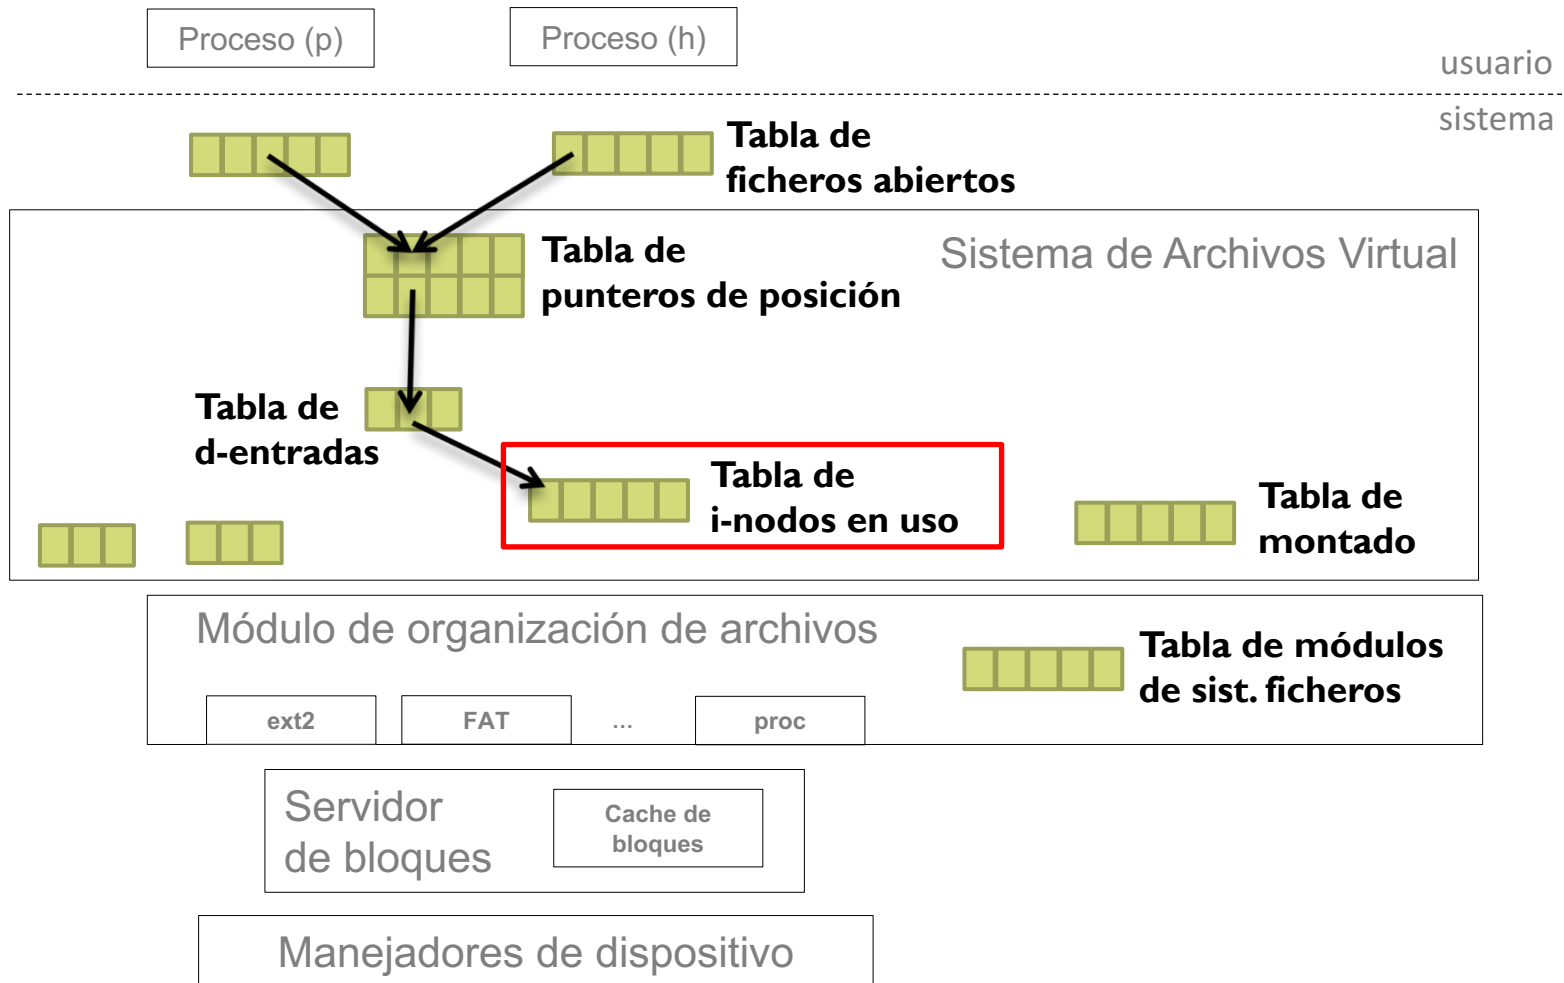 Proceso (p)
Proceso (h)
usuario
sistema
Tabla de
ficheros abiertos
Sistema de Archivos Virtual
Tabla de
punteros de posición
Tabla de
d-entradas
Tabla de
i-nodos en uso
Tabla de
montado
Módulo de organización de archivos
Tabla de módulos
de sist. ficheros
ext2
FAT
...
proc
Servidor
de bloques
Cache de
bloques
Manejadores de dispositivo